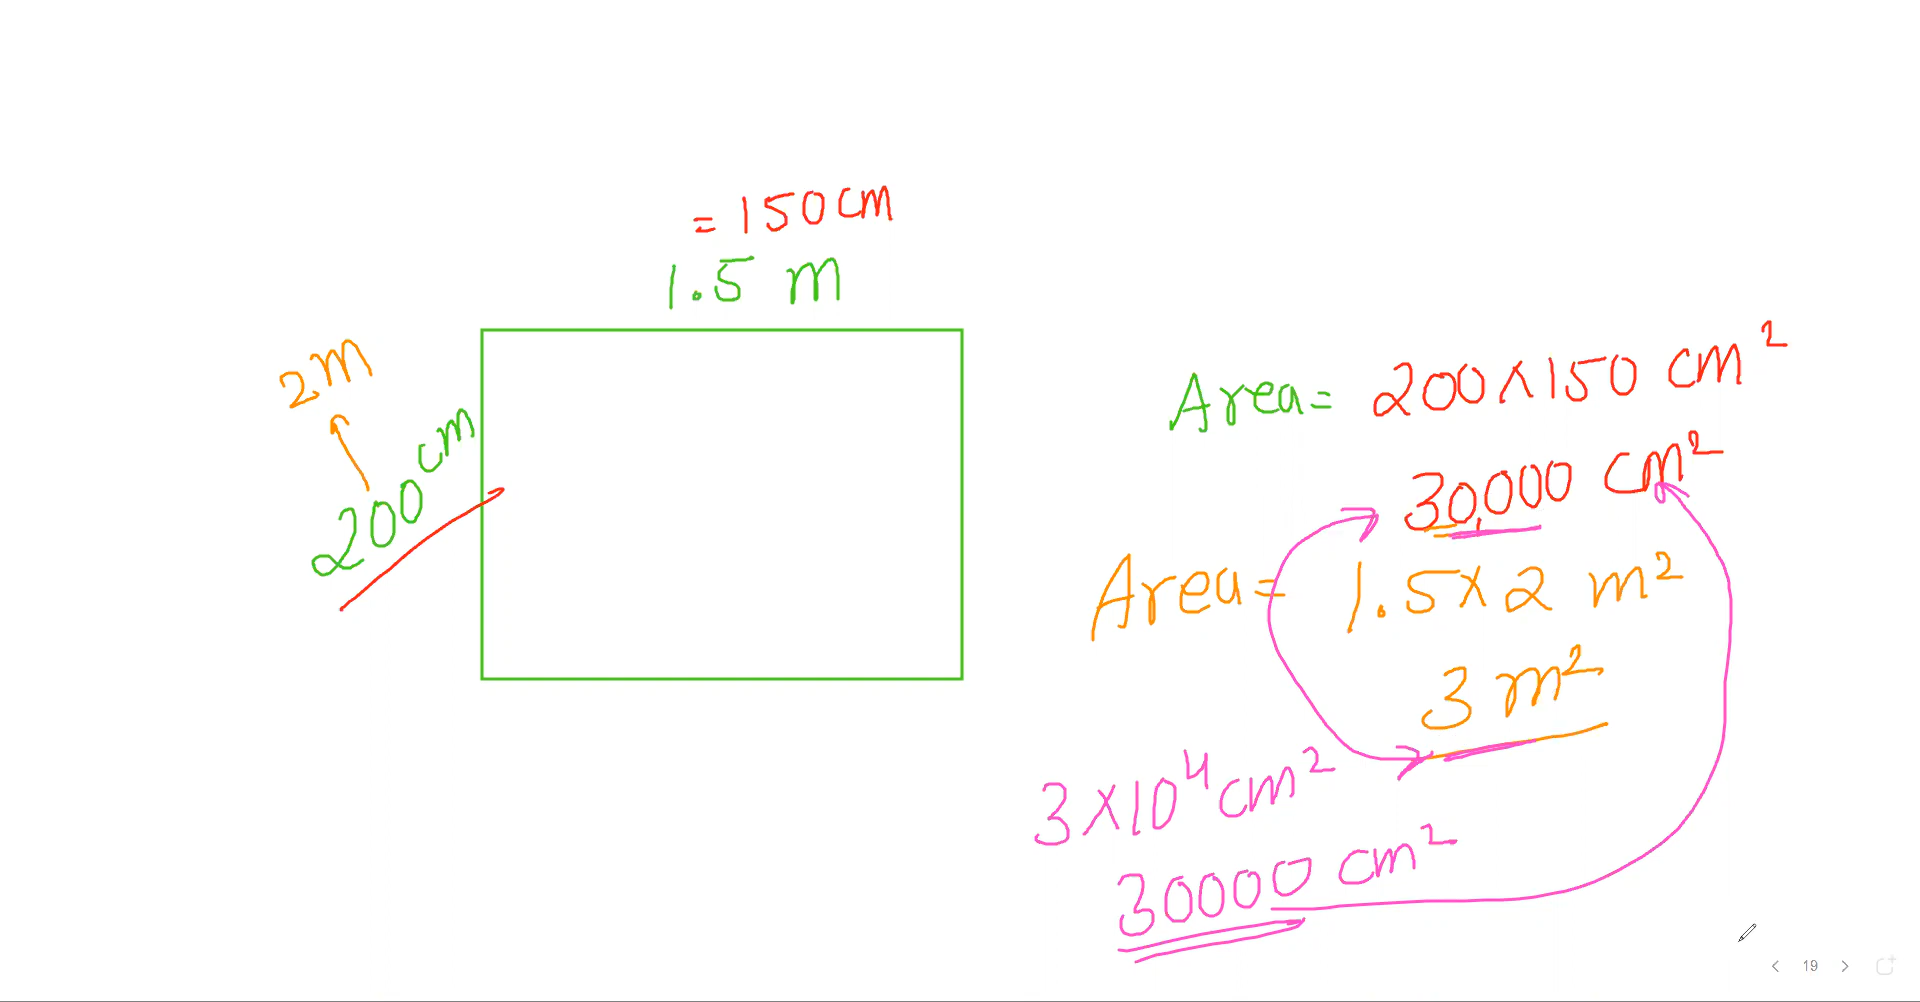 = 150 cm
1.5 m
2m
200 cm
Area = 200 × 150 cm²
30,000 cm²
Area = 1.5 × 2 m²
3 m²
3 × 10⁴ cm²
30000 cm²
19